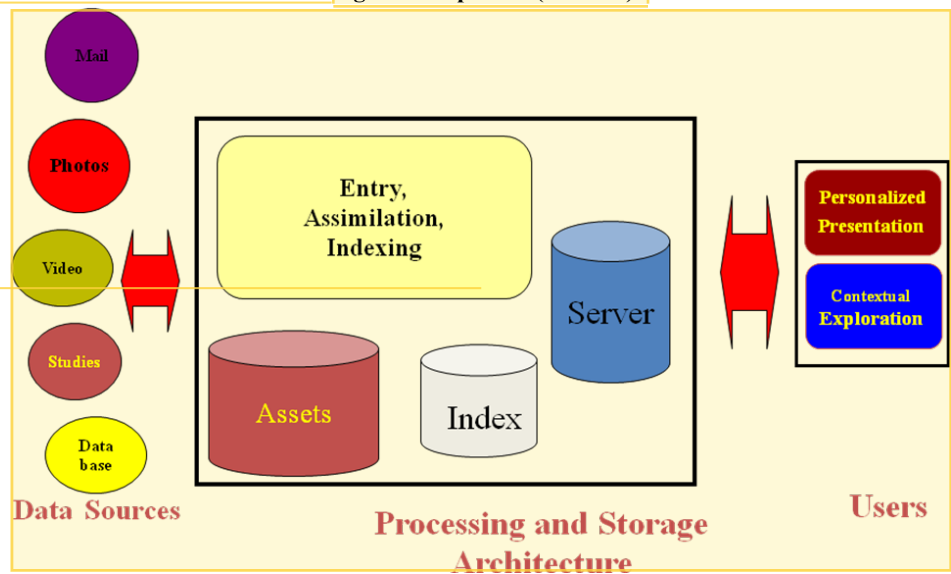 Mail
Photos
Video
Studies
Data
base
Data Sources
Entry,
Assimilation,
Indexing
Server
Assets
Index
Processing and Storage
Architecture
Personalized
Presentation
Contextual
Exploration
Users